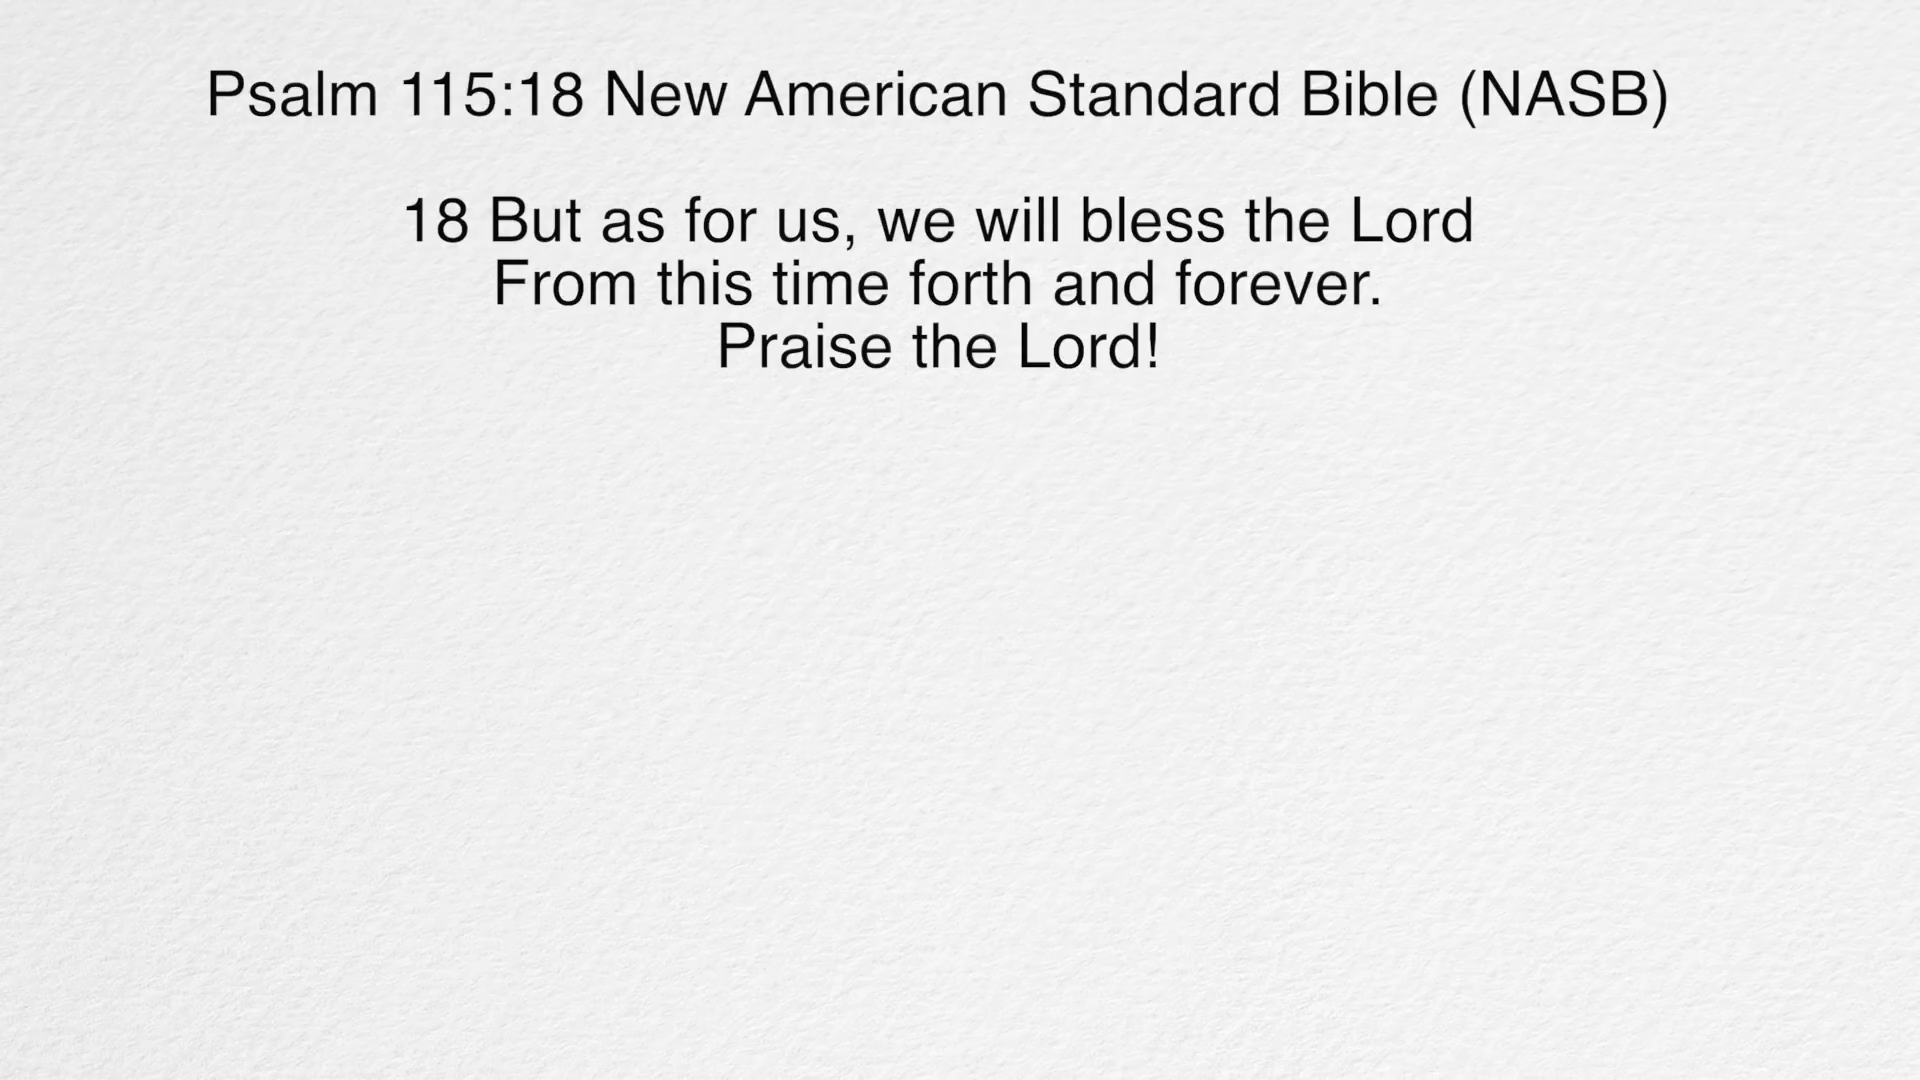 Psalm 115:18 New American Standard Bible (NASB)
18 But as for us, we will bless the Lord
From this time forth and forever.
Praise the Lord!